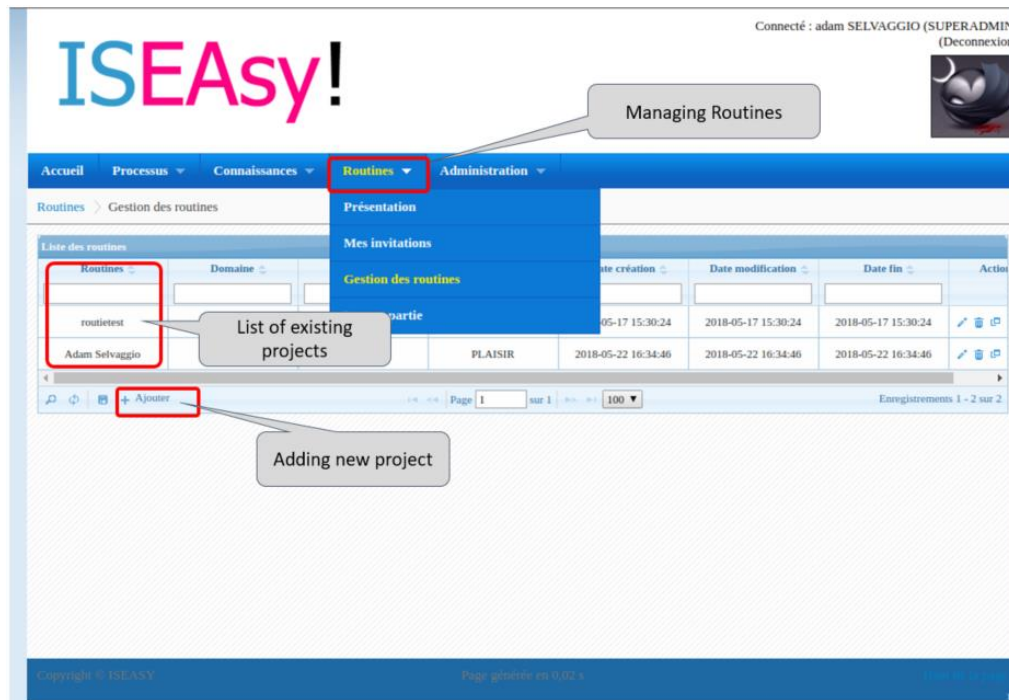 Connecté : adam SELVAGGIO (SUPERADMIN
(Deconnexion
ISEAsy!
Managing Routines
Accueil Processus Connaissances Routines Administration
Routines Gestion des routines
Présentation
Mes invitations
Gestion des routines
partie
Liste des routines
Routines Domaine création Date modification Date fin Action
routietest 05-17 15:30:24 2018-05-17 15:30:24 2018-05-17 15:30:24
List of existing
projects
Adam Selvaggio PLAISIR 2018-05-22 16:34:46 2018-05-22 16:34:46 2018-05-22 16:34:46
+ Ajouter Page 1 sur 1 100 Enregistrements 1 - 2 sur 2
Adding new project
Copyright © ISEASY Page générée en 0,02 s